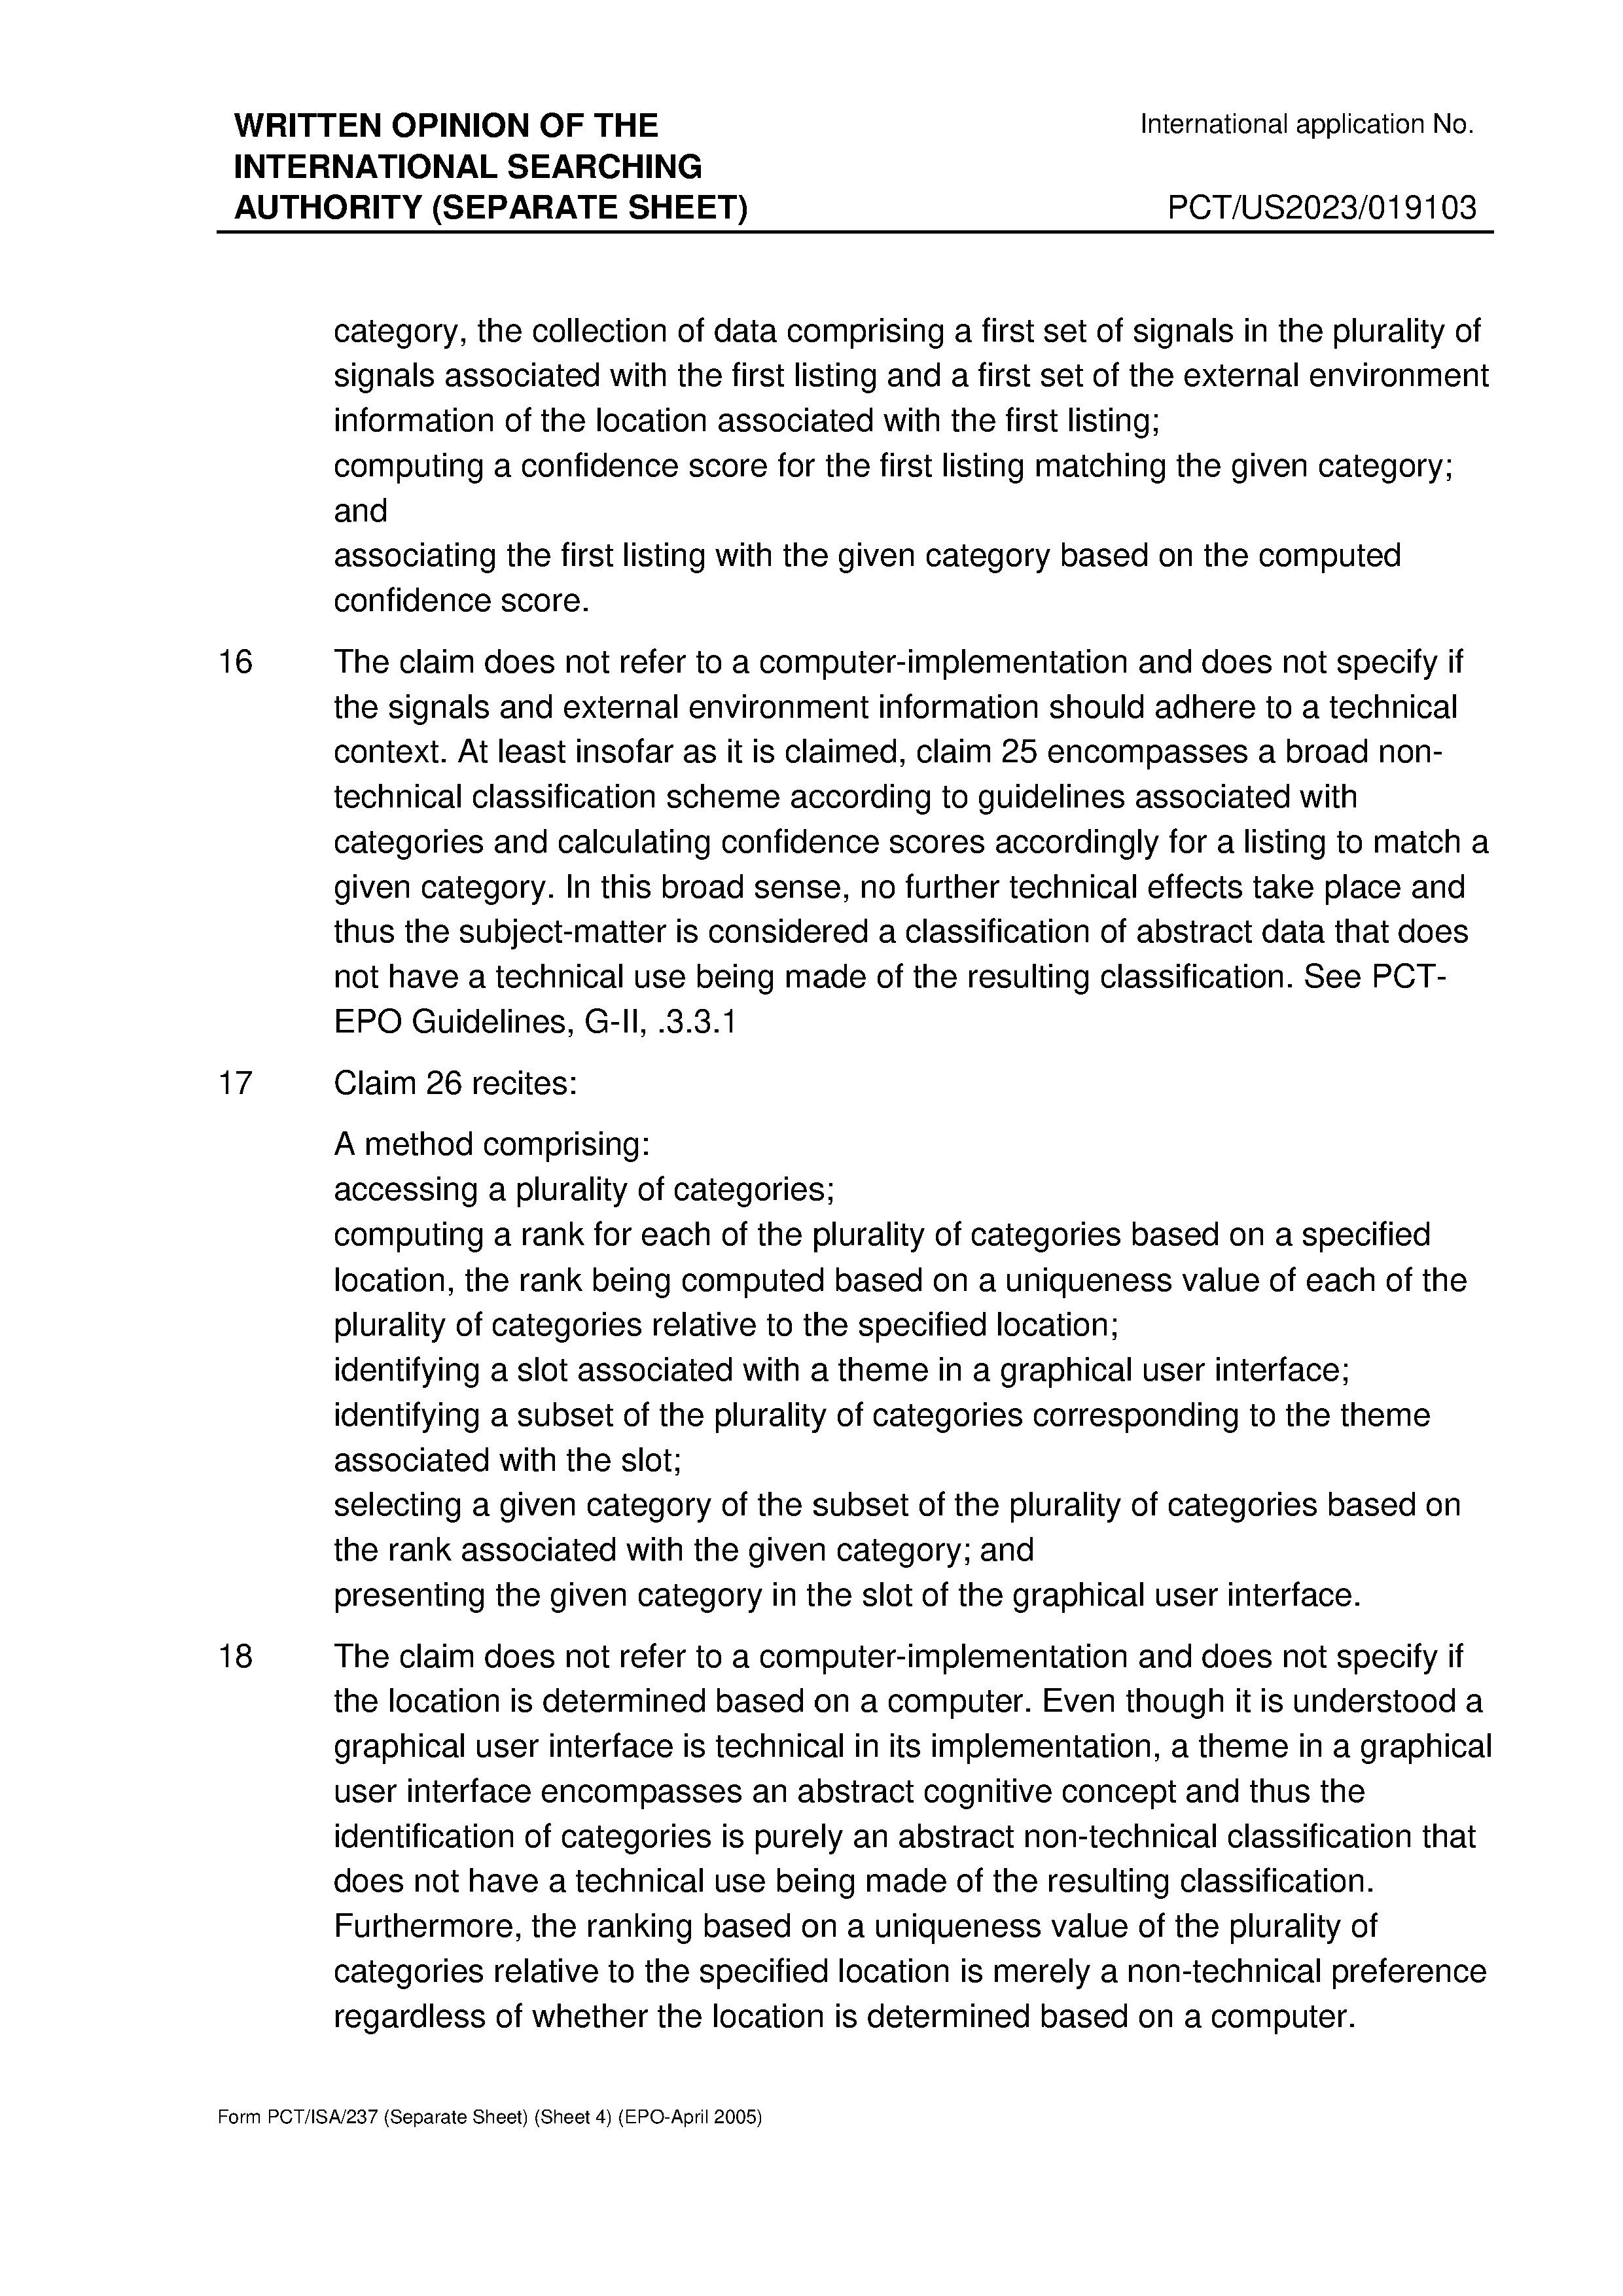 WRITTEN OPINION OF THE
INTERNATIONAL SEARCHING
AUTHORITY (SEPARATE SHEET)
International application No.
PCT/US2023/019103
category, the collection of data comprising a first set of signals in the plurality of
signals associated with the first listing and a first set of the external environment
information of the location associated with the first listing;
computing a confidence score for the first listing matching the given category;
and
associating the first listing with the given category based on the computed
confidence score.
16 The claim does not refer to a computer-implementation and does not specify if
the signals and external environment information should adhere to a technical
context. At least insofar as it is claimed, claim 25 encompasses a broad non-
technical classification scheme according to guidelines associated with
categories and calculating confidence scores accordingly for a listing to match a
given category. In this broad sense, no further technical effects take place and
thus the subject-matter is considered a classification of abstract data that does
not have a technical use being made of the resulting classification. See PCT-
EPO Guidelines, G-II, .3.3.1
17 Claim 26 recites:
A method comprising:
accessing a plurality of categories;
computing a rank for each of the plurality of categories based on a specified
location, the rank being computed based on a uniqueness value of each of the
plurality of categories relative to the specified location;
identifying a slot associated with a theme in a graphical user interface;
identifying a subset of the plurality of categories corresponding to the theme
associated with the slot;
selecting a given category of the subset of the plurality of categories based on
the rank associated with the given category; and
presenting the given category in the slot of the graphical user interface.
18 The claim does not refer to a computer-implementation and does not specify if
the location is determined based on a computer. Even though it is understood a
graphical user interface is technical in its implementation, a theme in a graphical
user interface encompasses an abstract cognitive concept and thus the
identification of categories is purely an abstract non-technical classification that
does not have a technical use being made of the resulting classification.
Furthermore, the ranking based on a uniqueness value of the plurality of
categories relative to the specified location is merely a non-technical preference
regardless of whether the location is determined based on a computer.
Form PCT/ISA/237 (Separate Sheet) (Sheet 4) (EPO-April 2005)